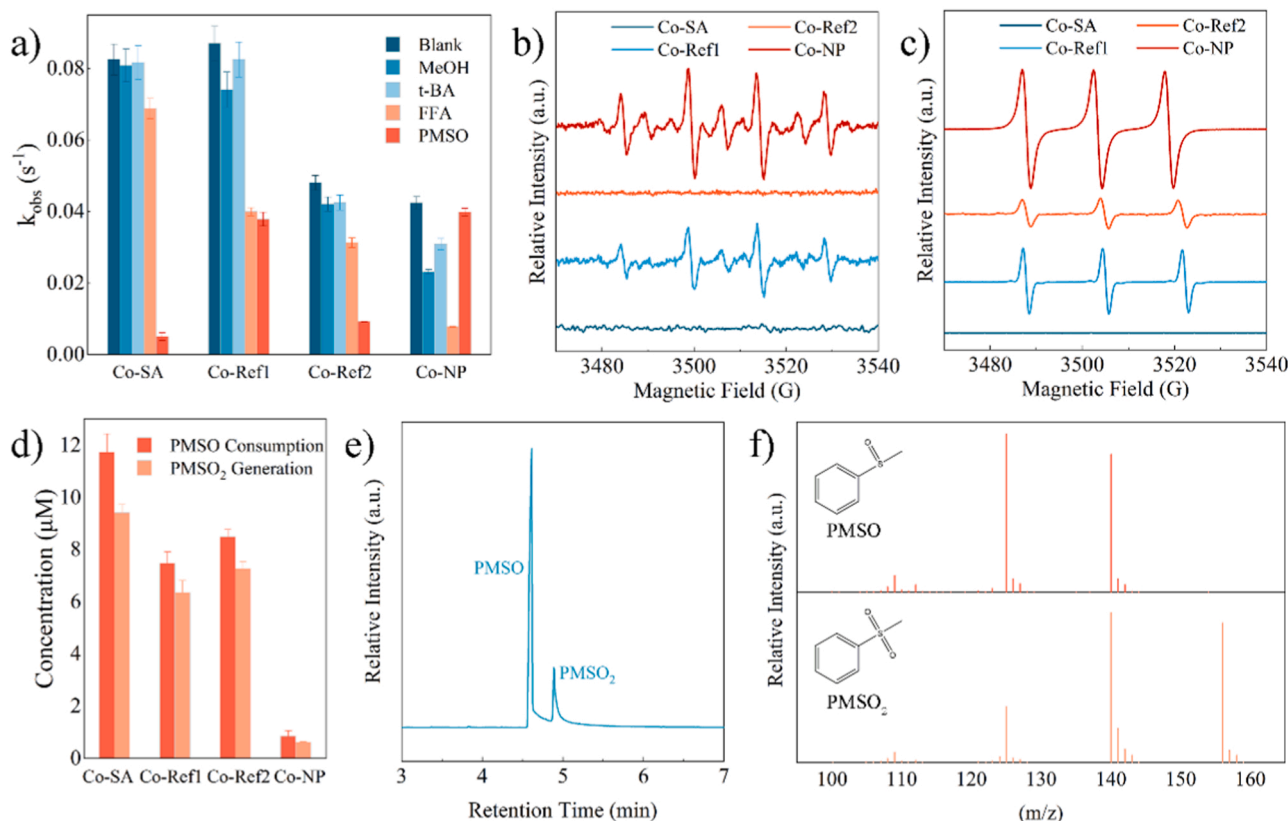 a)
Blank
MeOH
t-BA
FFA
PMSO
0.08
0.06
0.04
0.02
0.00
k_obs (s⁻¹)
Co-SA Co-Ref1 Co-Ref2 Co-NP
b)
Co-SA Co-Ref2
Co-Ref1 Co-NP
Relative Intensity (a.u.)
3480 3500 3520 3540
Magnetic Field (G)
c)
Co-SA Co-Ref2
Co-Ref1 Co-NP
Relative Intensity (a.u.)
3480 3500 3520 3540
Magnetic Field (G)
d)
PMSO Consumption
PMSO₂ Generation
12
10
8
6
4
2
0
Concentration (μM)
Co-SA Co-Ref1 Co-Ref2 Co-NP
e)
PMSO
PMSO₂
Relative Intensity (a.u.)
3 4 5 6 7
Retention Time (min)
f)
O
S
PMSO
O
S
O
PMSO₂
Relative Intensity (a.u.)
100 110 120 130 140 150 160
(m/z)